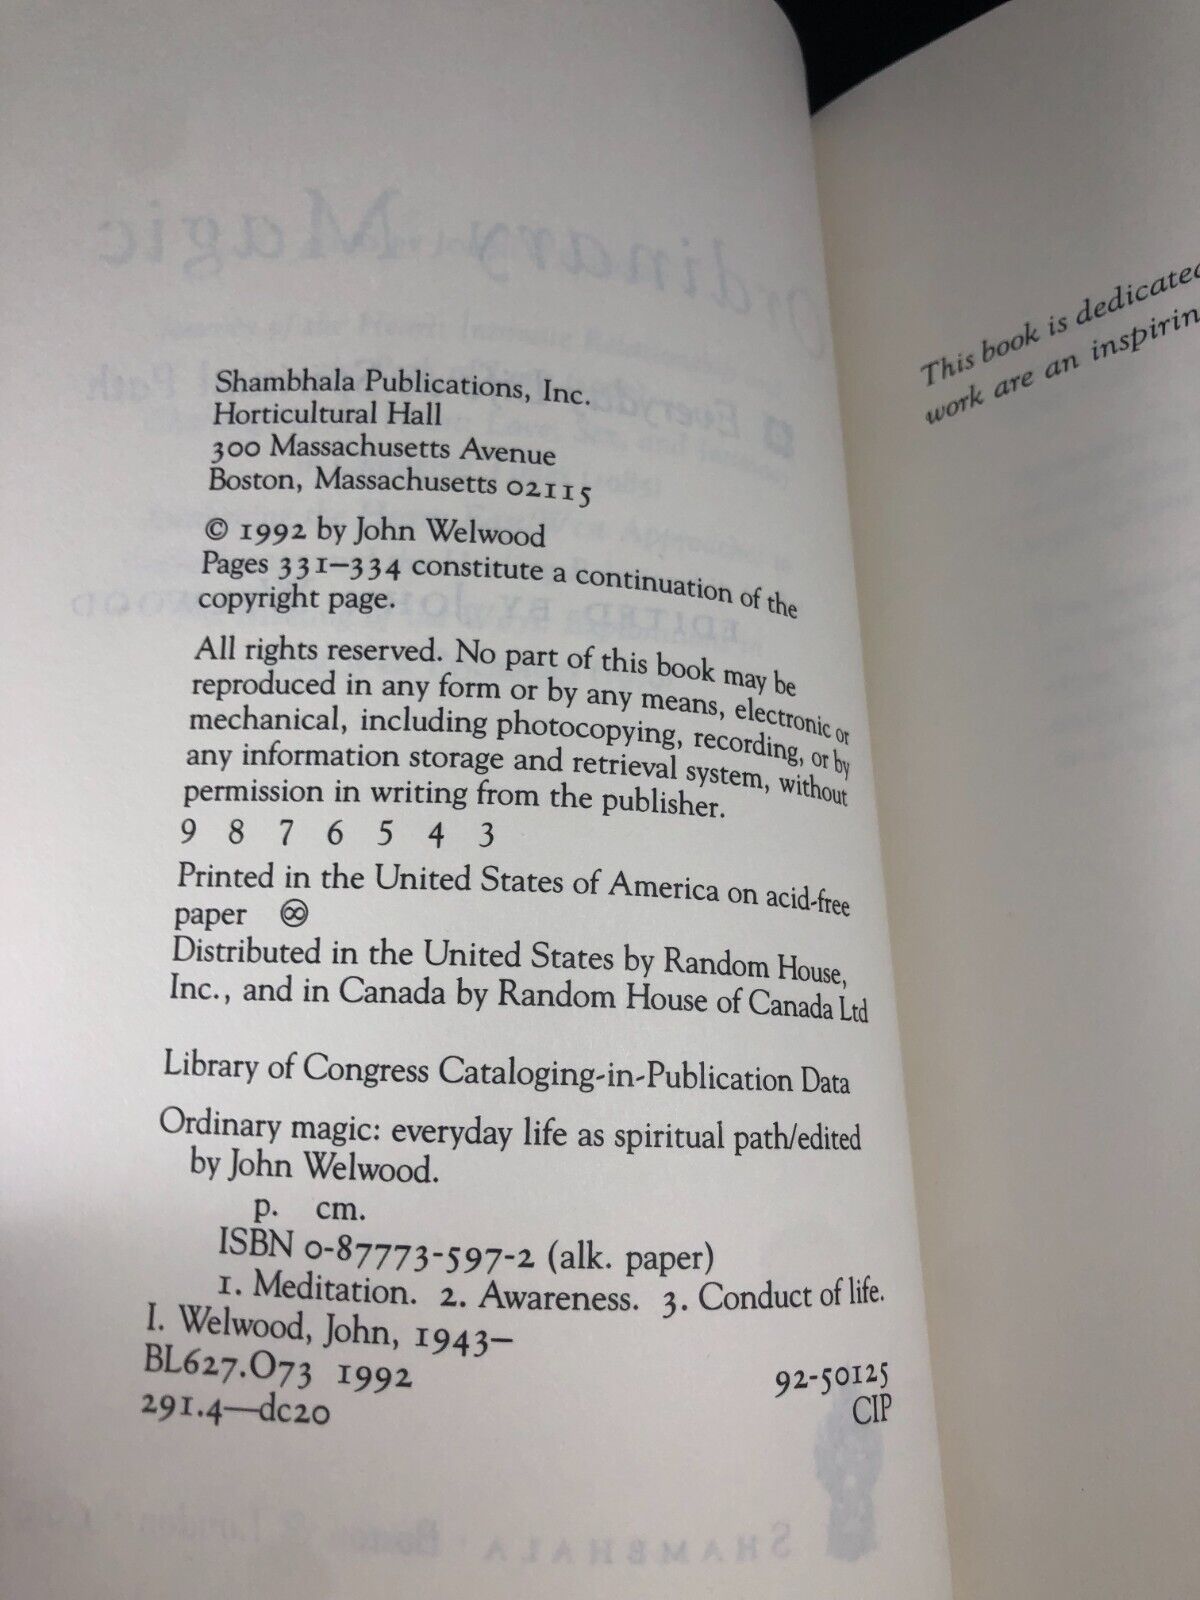 Shambhala Publications, Inc.
Horticultural Hall
300 Massachusetts Avenue
Boston, Massachusetts 02115
© 1992 by John Welwood
Pages 331–334 constitute a continuation of the
copyright page.
All rights reserved. No part of this book may be
reproduced in any form or by any means, electronic or
mechanical, including photocopying, recording, or by
any information storage and retrieval system, without
permission in writing from the publisher.
9 8 7 6 5 4 3
Printed in the United States of America on acid-free
paper ♾
Distributed in the United States by Random House,
Inc., and in Canada by Random House of Canada Ltd
Library of Congress Cataloging-in-Publication Data
Ordinary magic: everyday life as spiritual path/edited
by John Welwood.
p. cm.
ISBN 0-87773-597-2 (alk. paper)
1. Meditation. 2. Awareness. 3. Conduct of life.
I. Welwood, John, 1943–
BL627.O73 1992 92-50125
291.4—dc20 CIP
This book is dedicated
work are an inspirin